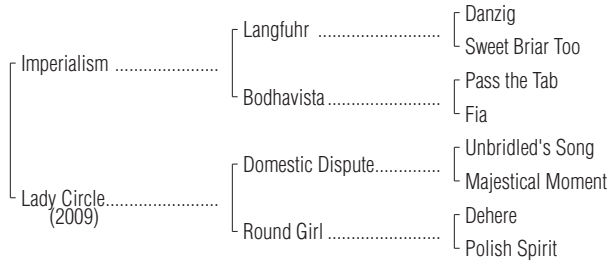 Danzig
Langfuhr ........................
Sweet Briar Too
Imperialism .....................
Pass the Tab
Bodhavista ......................
Fia
Unbridled's Song
Domestic Dispute.............
Majestical Moment
Lady Circle.......................
(2009)
Dehere
Round Girl ......................
Polish Spirit